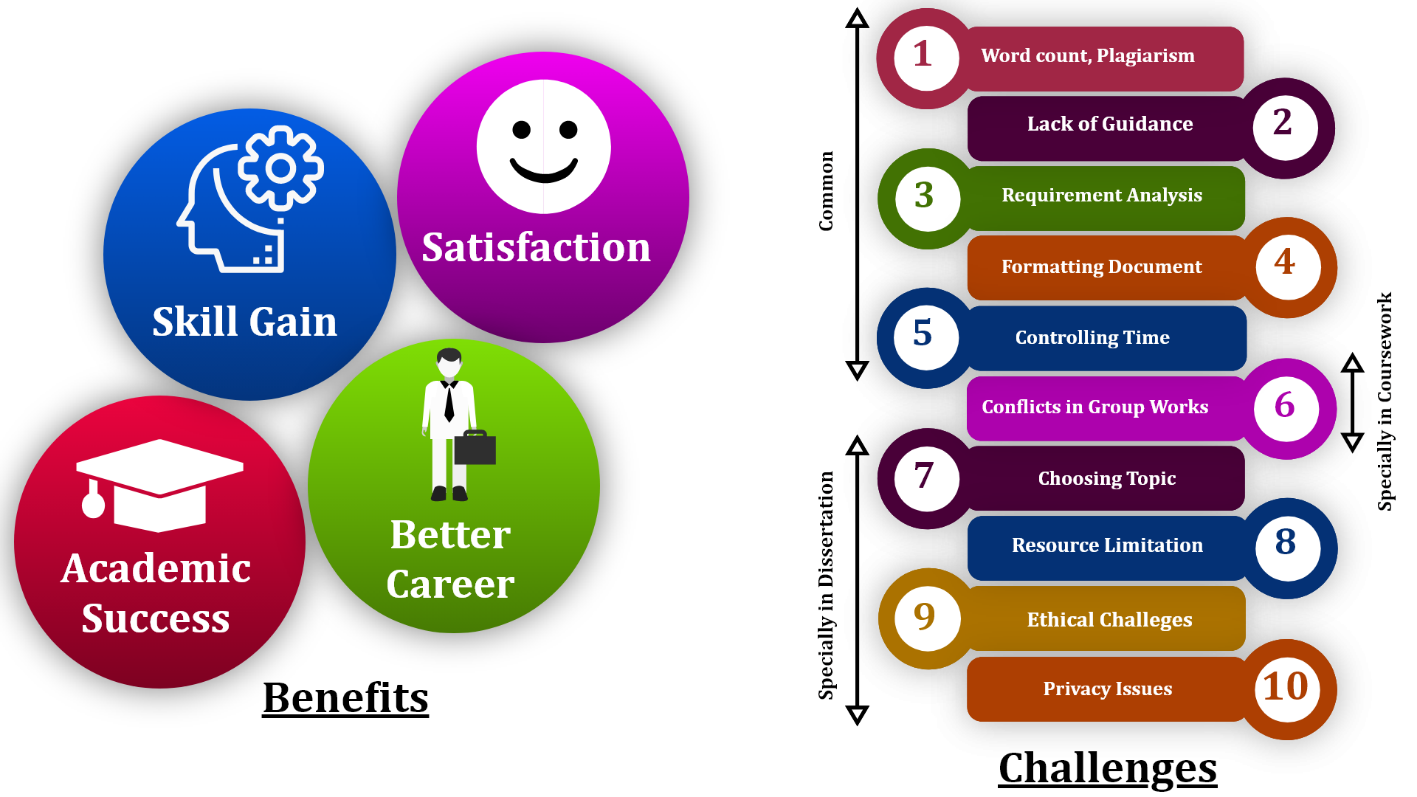 Skill Gain
Satisfaction
Academic
Success
Better
Career
Benefits
Common
Specially in Dissertation
Specially in Coursework
1
Word count, Plagiarism
Lack of Guidance
2
3
Requirement Analysis
Formatting Document
4
5
Controlling Time
Conflicts in Group Works
6
7
Choosing Topic
Resource Limitation
8
9
Ethical Challeges
Privacy Issues
10
Challenges